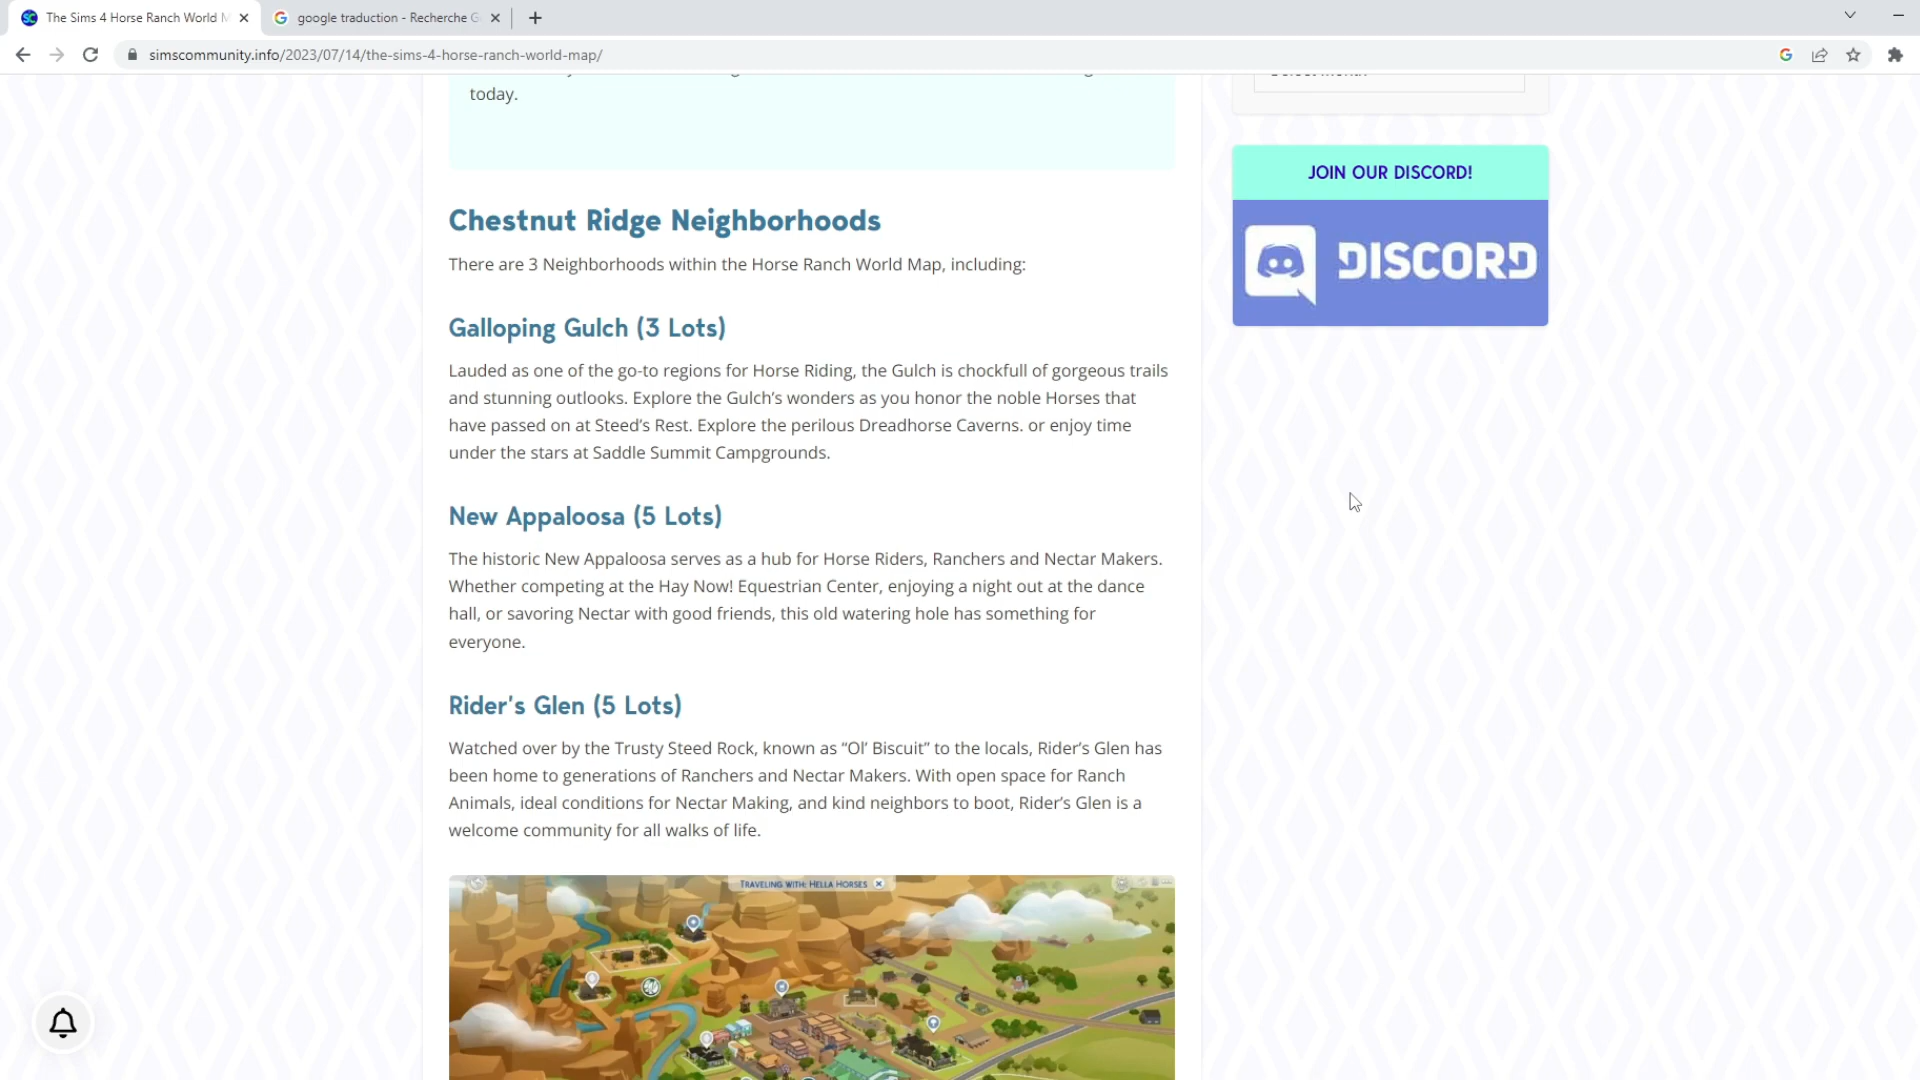 The Sims 4 Horse Ranch World M
google traduction - Recherche G
simscommunity.info/2023/07/14/the-sims-4-horse-ranch-world-map/
today.
JOIN OUR DISCORD!
DISCORD
Chestnut Ridge Neighborhoods
There are 3 Neighborhoods within the Horse Ranch World Map, including:
Galloping Gulch (3 Lots)
Lauded as one of the go-to regions for Horse Riding, the Gulch is chockfull of gorgeous trails
and stunning outlooks. Explore the Gulch’s wonders as you honor the noble Horses that
have passed on at Steed’s Rest. Explore the perilous Dreadhorse Caverns. or enjoy time
under the stars at Saddle Summit Campgrounds.
New Appaloosa (5 Lots)
The historic New Appaloosa serves as a hub for Horse Riders, Ranchers and Nectar Makers.
Whether competing at the Hay Now! Equestrian Center, enjoying a night out at the dance
hall, or savoring Nectar with good friends, this old watering hole has something for
everyone.
Rider’s Glen (5 Lots)
Watched over by the Trusty Steed Rock, known as “Ol’ Biscuit” to the locals, Rider’s Glen has
been home to generations of Ranchers and Nectar Makers. With open space for Ranch
Animals, ideal conditions for Nectar Making, and kind neighbors to boot, Rider’s Glen is a
welcome community for all walks of life.
TRAVELING WITH: HELLA HORSES